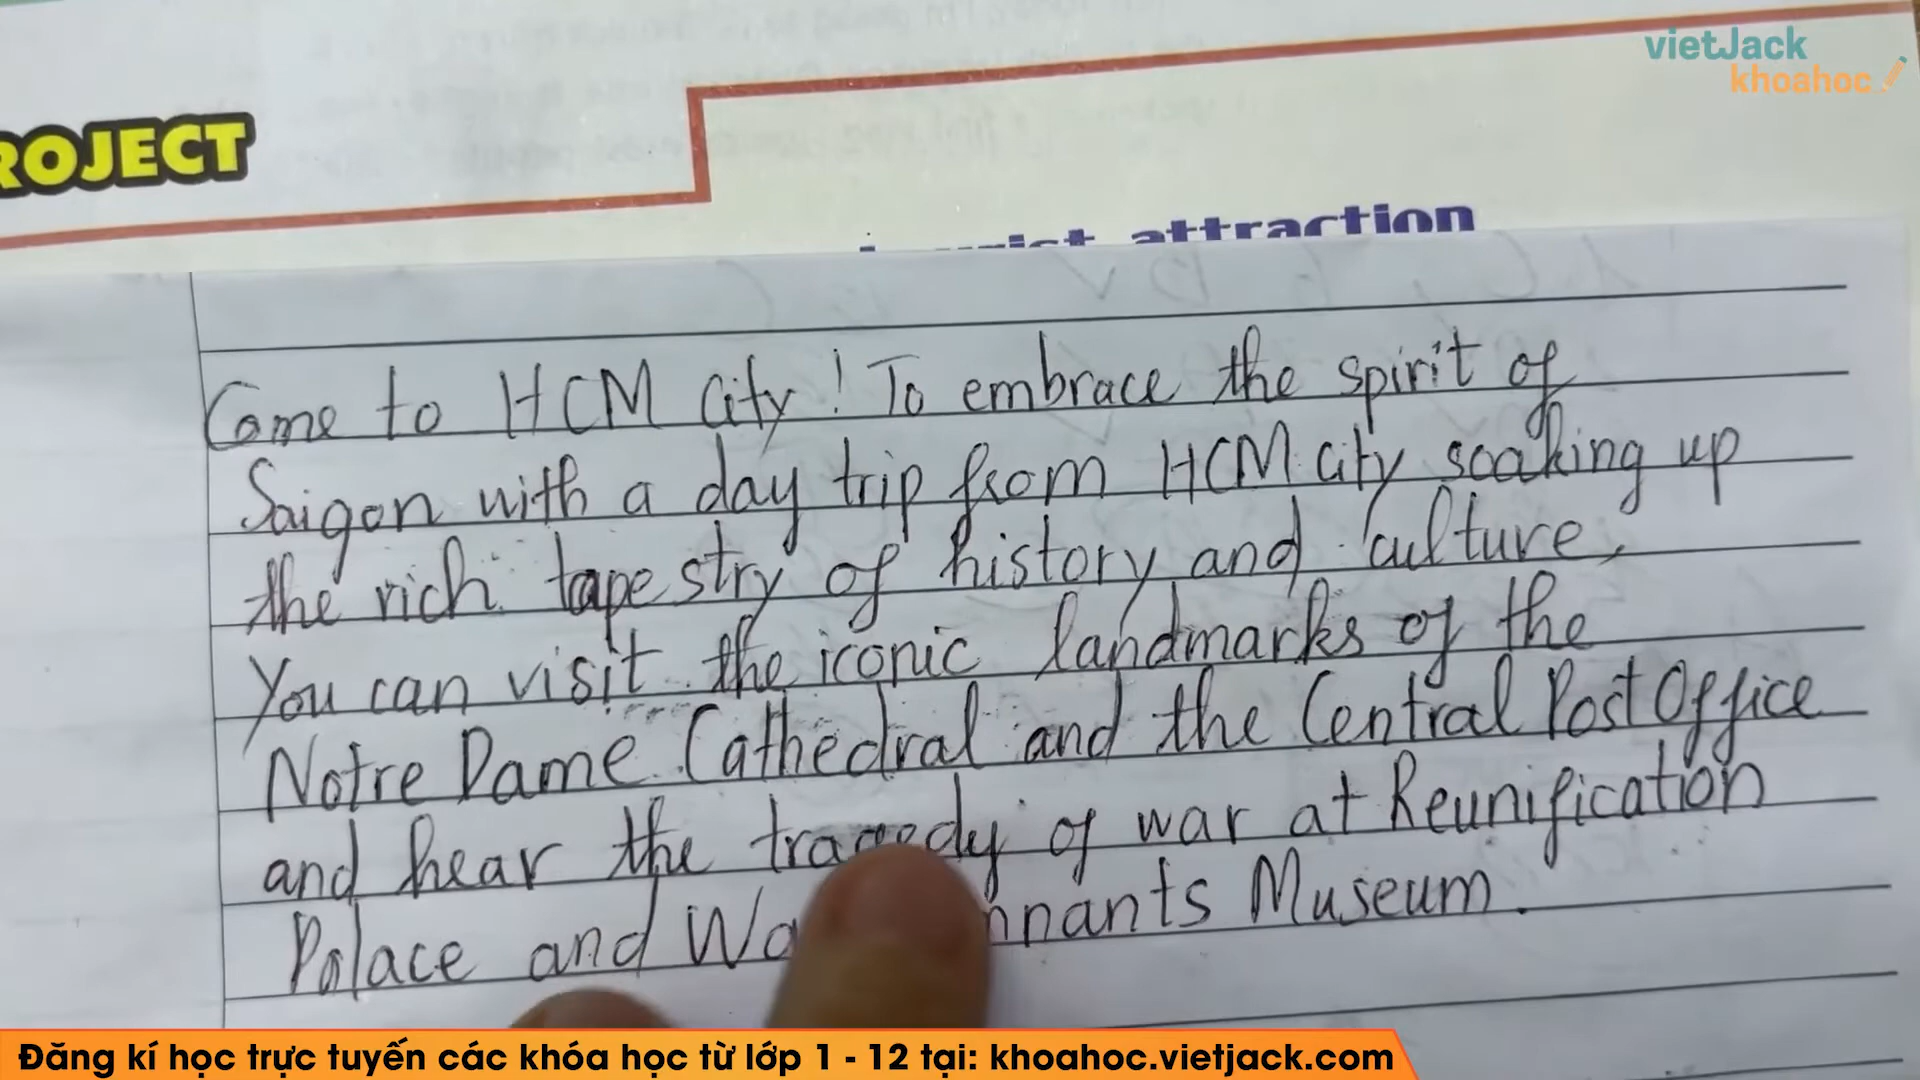 vietJack
khoahoc
ROJECT
attraction
Come to HCM City! To embrace the spirit of
Saigon with a day trip from HCM city soaking up
the rich tapestry of history and culture,
You can visit the iconic landmarks of the
Notre Dame Cathedral and the Central Post Office
and hear the tragedy of war at Reunification
Palace and Museum.
Đăng kí học trực tuyến các khóa học từ lớp 1 - 12 tại: khoahoc.vietjack.com